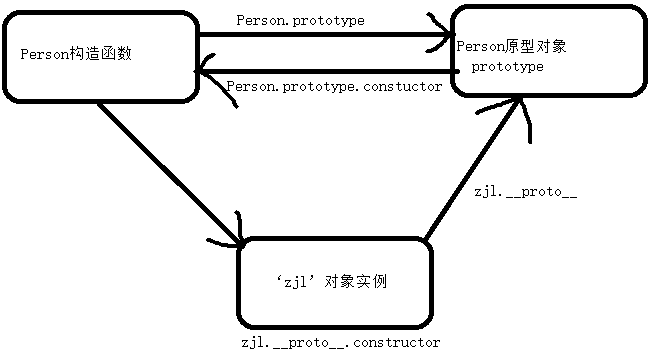 Person.prototype
Person构造函数
Person原型对象
prototype
Person.prototype.constuctor
zjl.__proto__
‘zjl’对象实例
zjl.__proto__.constructor